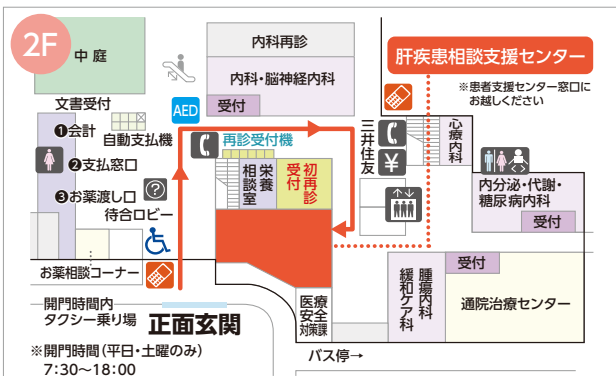 2F
中庭
内科再診
内科・脳神経内科
受付
肝疾患相談支援センター
※患者支援センター窓口に
お越しください
文書受付
❶会計
自動支払機
AED
再診受付機
三井住友
¥
心療内科
❷支払窓口
❸お薬渡し口
?
待合ロビー
栄養
相談室
初再診
受付
内分泌・代謝・
糖尿病内科
受付
お薬相談コーナー
開門時間内
タクシー乗り場
正面玄関
医療
安全
対策課
腫瘍内科
緩和ケア科
受付
通院治療センター
※開門時間(平日・土曜のみ)
7:30～18:00
バス停→